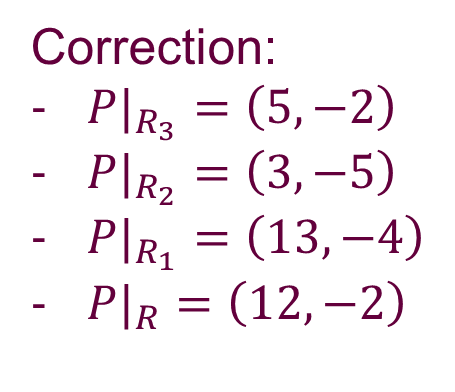 Correction:
- P|R₃ = (5, −2)
- P|R₂ = (3, −5)
- P|R₁ = (13, −4)
- P|R = (12, −2)